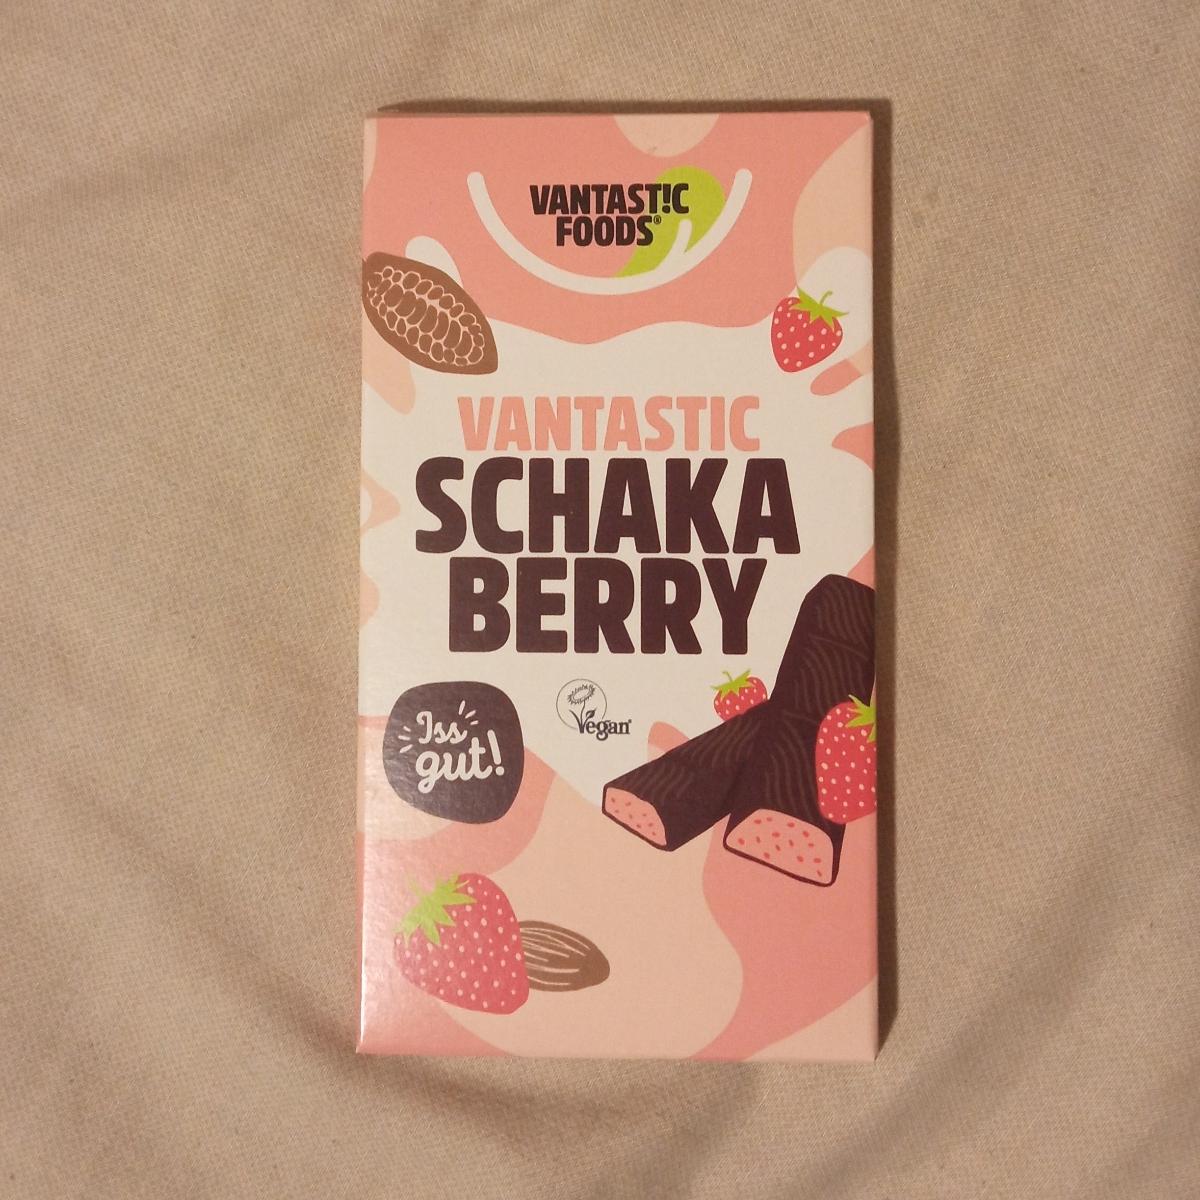 VANTAST!C
FOODS®
VANTASTIC
SCHAKA
BERRY
Iss
gut!
Vegan